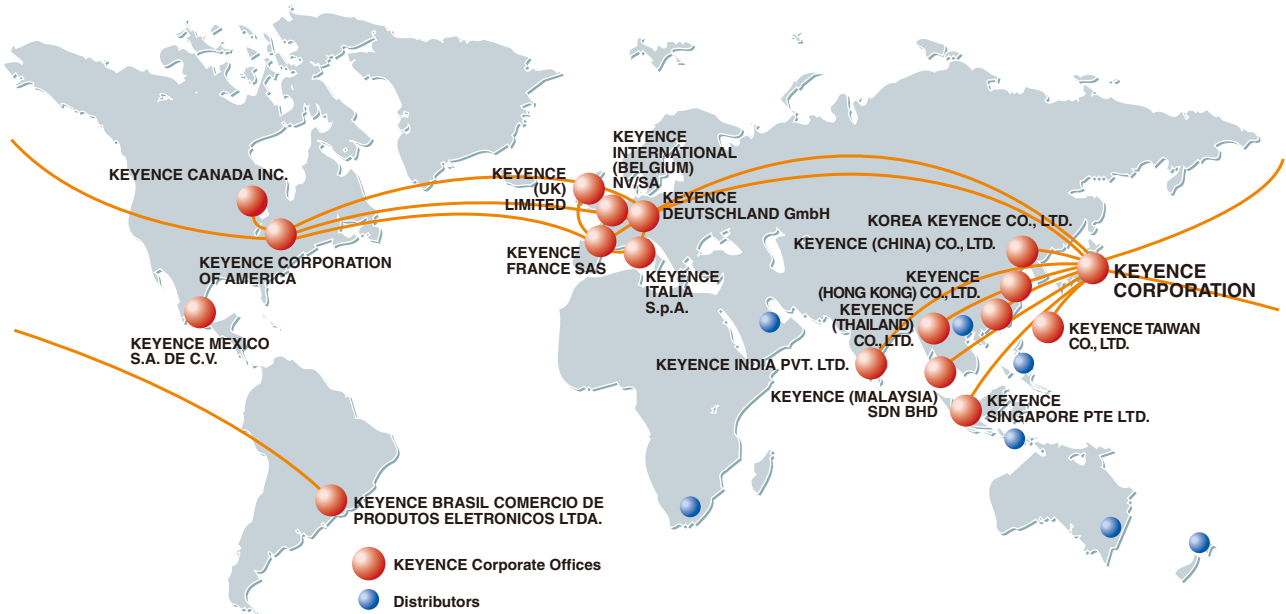 KEYENCE CANADA INC.
KEYENCE CORPORATION
OF AMERICA
KEYENCE MEXICO
S.A. DE C.V.
KEYENCE BRASIL COMERCIO DE
PRODUTOS ELETRONICOS LTDA.
KEYENCE
(UK)
LIMITED
KEYENCE
INTERNATIONAL
(BELGIUM)
NV/SA
KEYENCE
DEUTSCHLAND GmbH
KEYENCE
FRANCE SAS
KEYENCE
ITALIA
S.p.A.
KOREA KEYENCE CO., LTD.
KEYENCE (CHINA) CO., LTD.
KEYENCE
(HONG KONG) CO., LTD.
KEYENCE
(THAILAND)
CO., LTD.
KEYENCE
CORPORATION
KEYENCE TAIWAN
CO., LTD.
KEYENCE INDIA PVT. LTD.
KEYENCE (MALAYSIA)
SDN BHD
KEYENCE
SINGAPORE PTE LTD.
KEYENCE Corporate Offices
Distributors